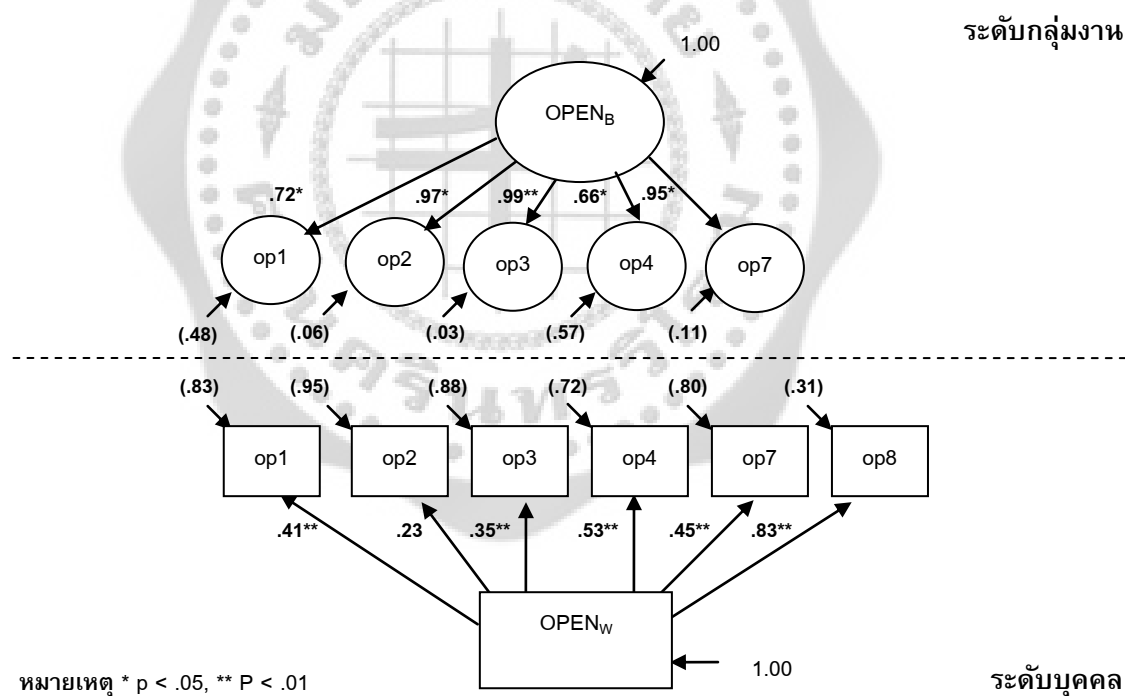 ระดับกลุ่มงาน
1.00
OPENB
.72* .97* .99** .66* .95*
op1 op2 op3 op4 op7
(.48) (.06) (.03) (.57) (.11)
(.83) (.95) (.88) (.72) (.80) (.31)
op1 op2 op3 op4 op7 op8
.41** .23 .35** .53** .45** .83**
OPENW
1.00
หมายเหตุ * p < .05, ** P < .01
ระดับบุคคล